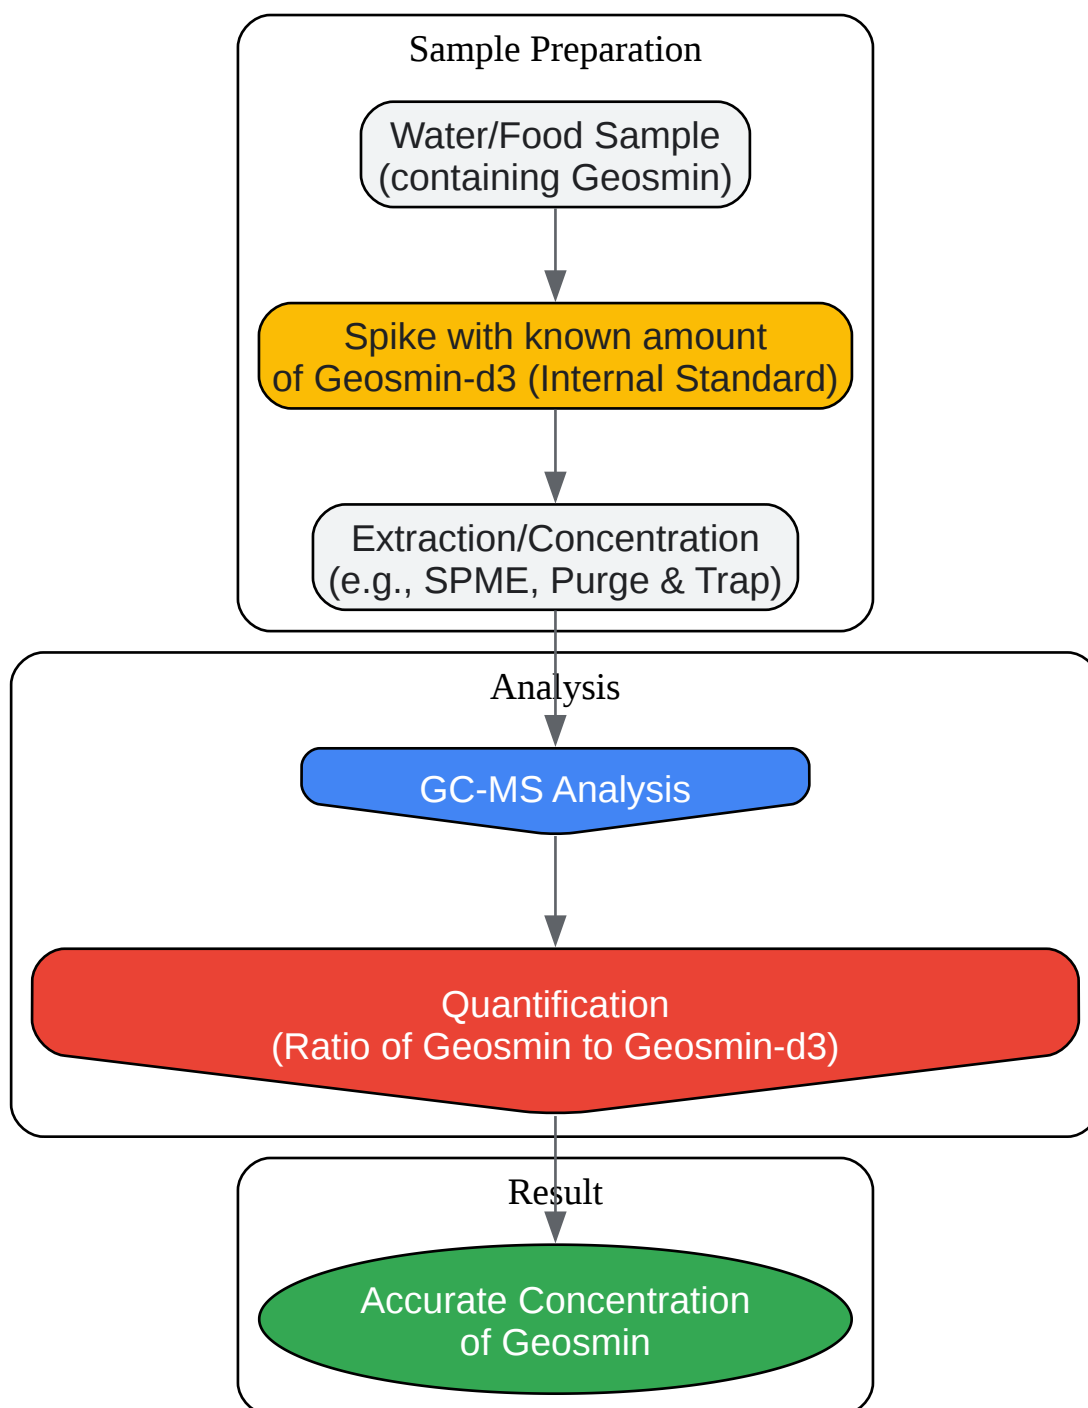 Sample Preparation
Water/Food Sample
(containing Geosmin)
Spike with known amount
of Geosmin-d3 (Internal Standard)
Extraction/Concentration
(e.g., SPME, Purge & Trap)
Analysis
GC-MS Analysis
Quantification
(Ratio of Geosmin to Geosmin-d3)
Result
Accurate Concentration
of Geosmin